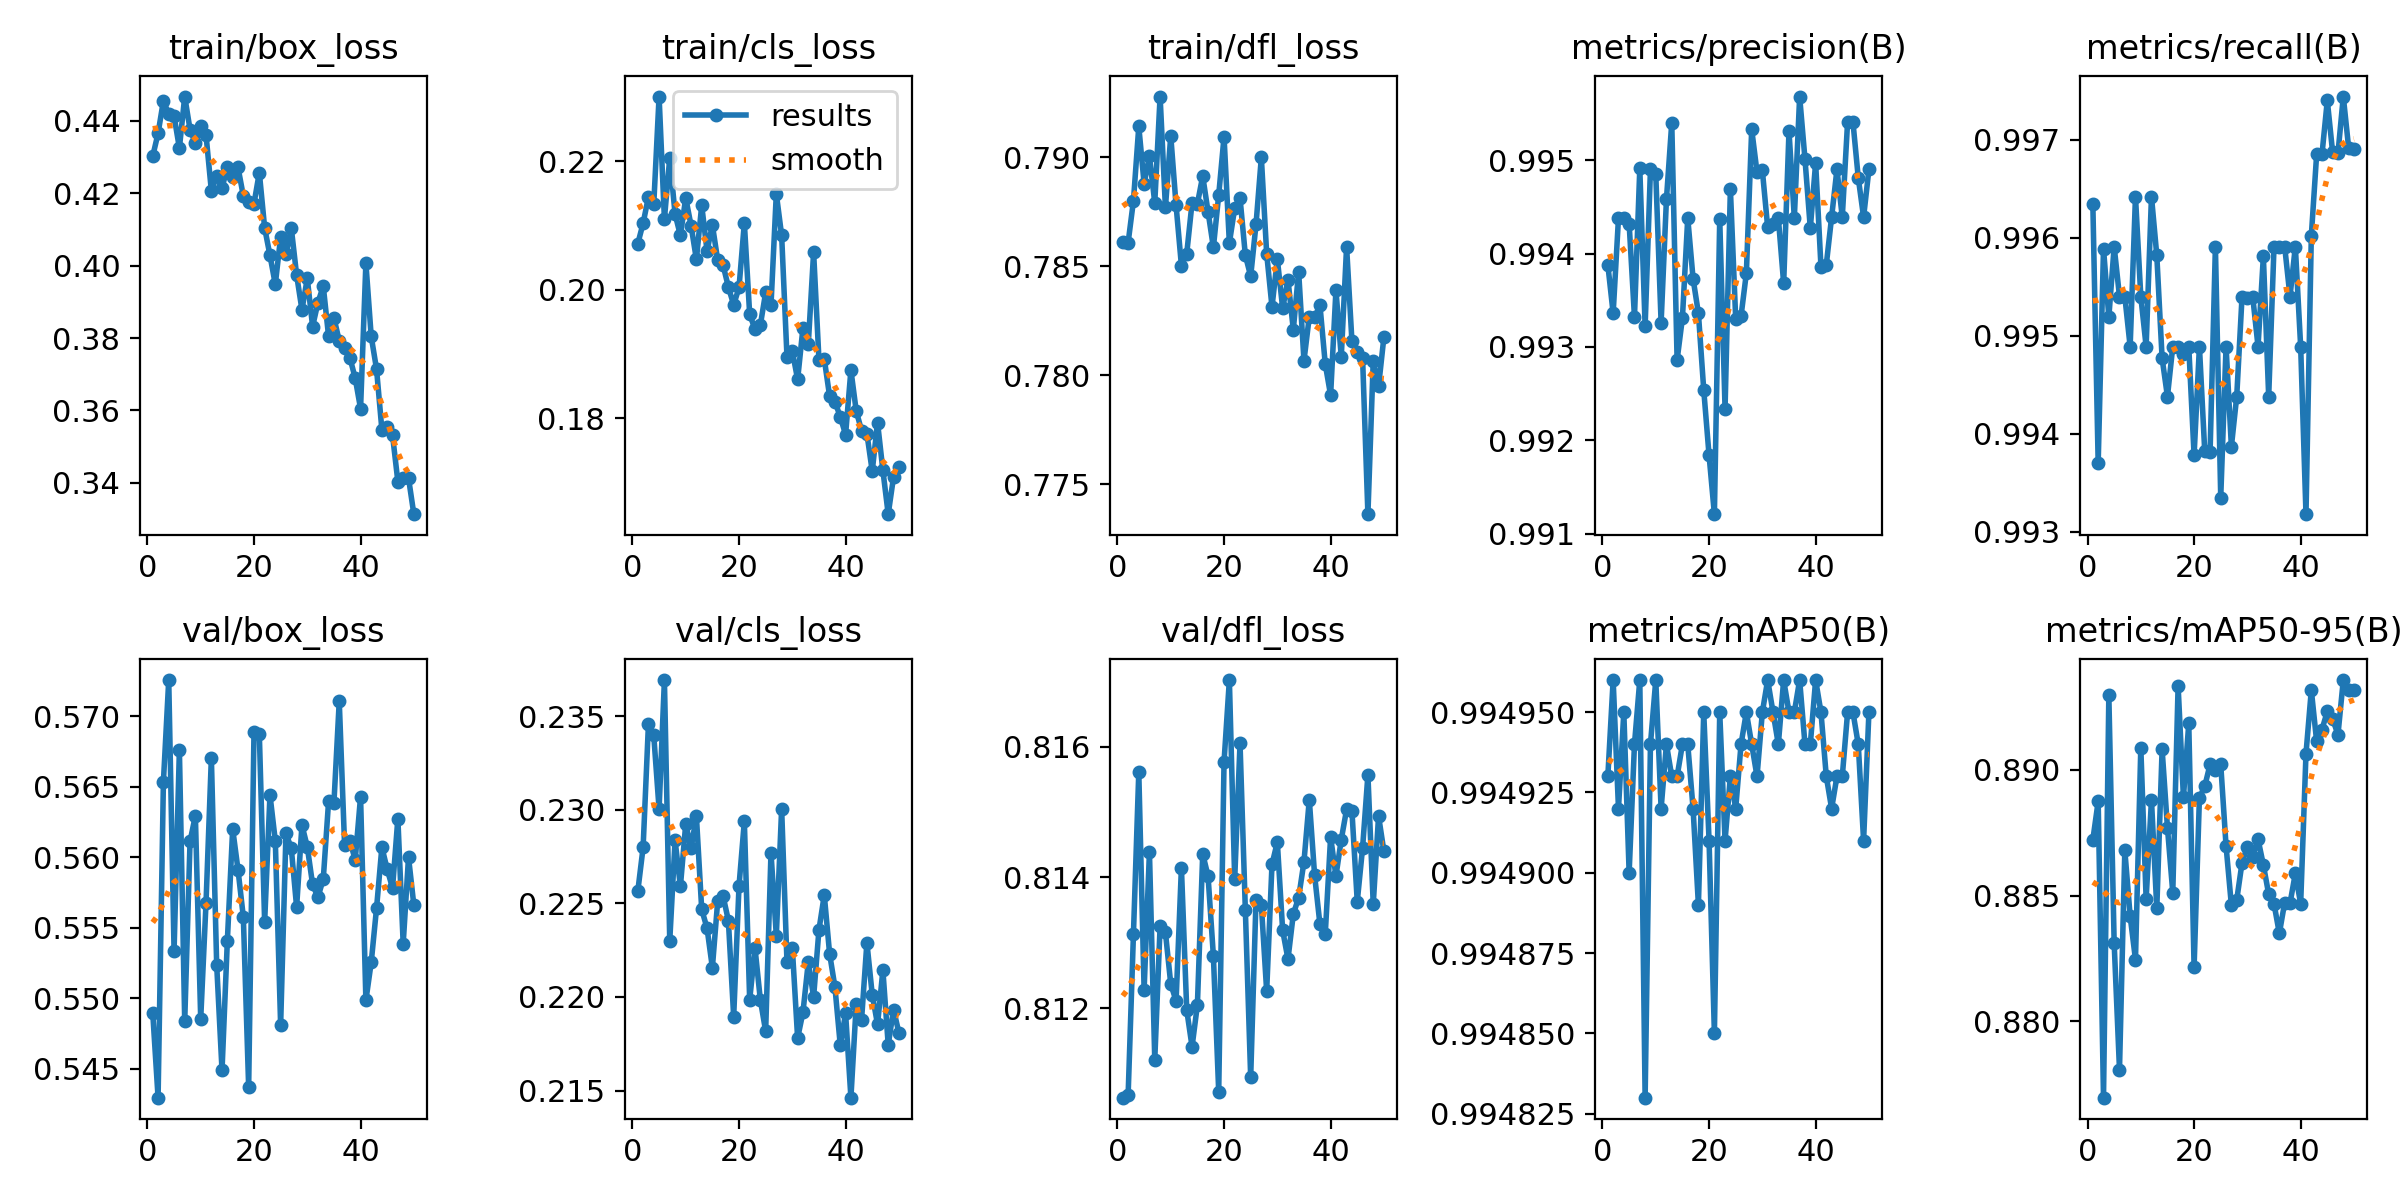 train/box_loss
train/cls_loss
train/dfl_loss
metrics/precision(B)
metrics/recall(B)
0.44
0.42
0.40
0.38
0.36
0.34
0 20 40
results
smooth
0.22
0.20
0.18
0 20 40
0.790
0.785
0.780
0.775
0 20 40
0.995
0.994
0.993
0.992
0.991
0 20 40
0.997
0.996
0.995
0.994
0.993
0 20 40
val/box_loss
val/cls_loss
val/dfl_loss
metrics/mAP50(B)
metrics/mAP50-95(B)
0.570
0.565
0.560
0.555
0.550
0.545
0 20 40
0.235
0.230
0.225
0.220
0.215
0 20 40
0.816
0.814
0.812
0 20 40
0.994950
0.994925
0.994900
0.994875
0.994850
0.994825
0 20 40
0.890
0.885
0.880
0 20 40